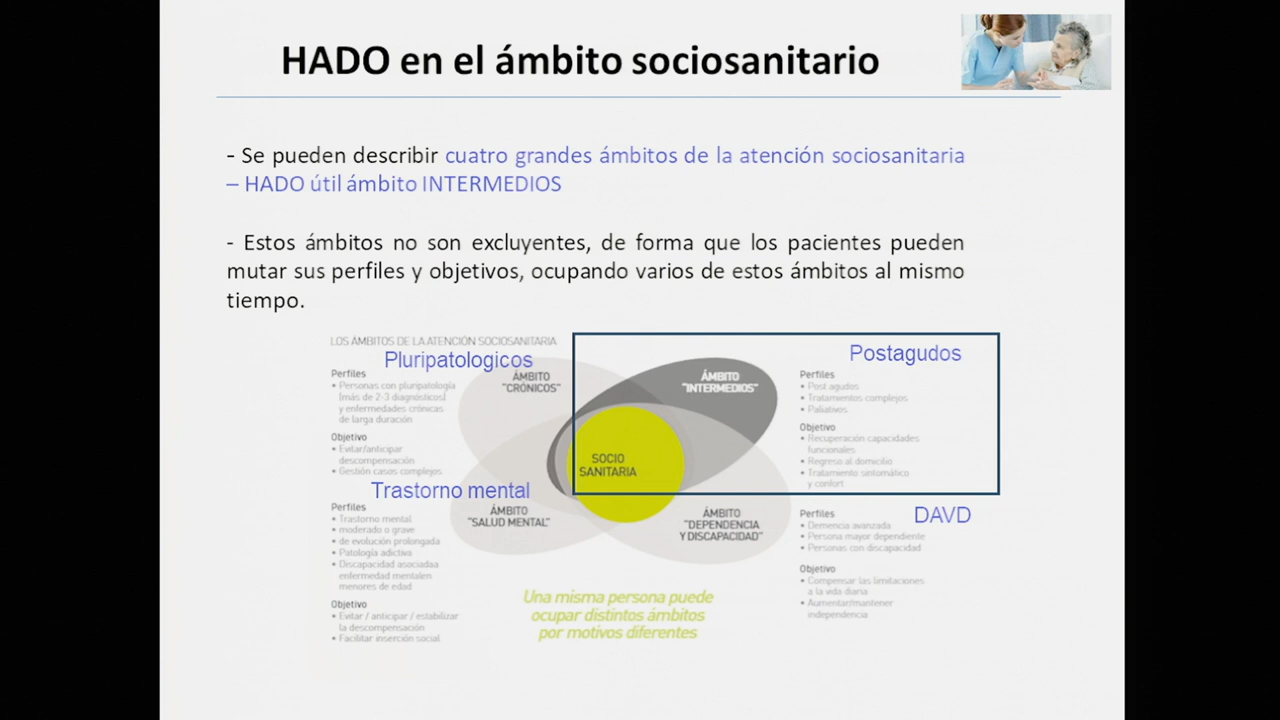 HADO en el ámbito sociosanitario
- Se pueden describir cuatro grandes ámbitos de la atención sociosanitaria
– HADO útil ámbito INTERMEDIOS
- Estos ámbitos no son excluyentes, de forma que los pacientes pueden
mutar sus perfiles y objetivos, ocupando varios de estos ámbitos al mismo
tiempo.
LOS ÁMBITOS DE LA ATENCIÓN SOCIOSANITARIA
Pluripatologicos
Perfiles
• Personas con pluripatología
(más de 2-3 diagnósticos)
y enfermedades crónicas
de larga duración
Objetivo
• Evitar/anticipar
descompensación
• Gestión casos complejos
ÁMBITO
"CRÓNICOS"
ÁMBITO
"INTERMEDIOS"
Postagudos
Perfiles
• Post agudos
• Tratamientos complejos
• Paliativos
Objetivo
• Recuperación capacidades
funcionales
• Regreso al domicilio
• Tratamiento sintomático
y confort
SOCIO
SANITARIA
Trastorno mental
Perfiles
• Trastorno mental
• moderado o grave
• de evolución prolongada
• Patología adictiva
• Discapacidad asociadaa
enfermedad mentalen
menores de edad
Objetivo
• Evitar / anticipar / estabilizar
la descompensación
• Facilitar inserción social
ÁMBITO
"SALUD MENTAL"
ÁMBITO
"DEPENDENCIA
Y DISCAPACIDAD"
DAVD
Perfiles
• Demencia avanzada
• Persona mayor dependiente
• Personas con discapacidad
Objetivo
• Compensar las limitaciones
a la vida diaria
• Aumentar/mantener
independencia
Una misma persona puede
ocupar distintos ámbitos
por motivos diferentes